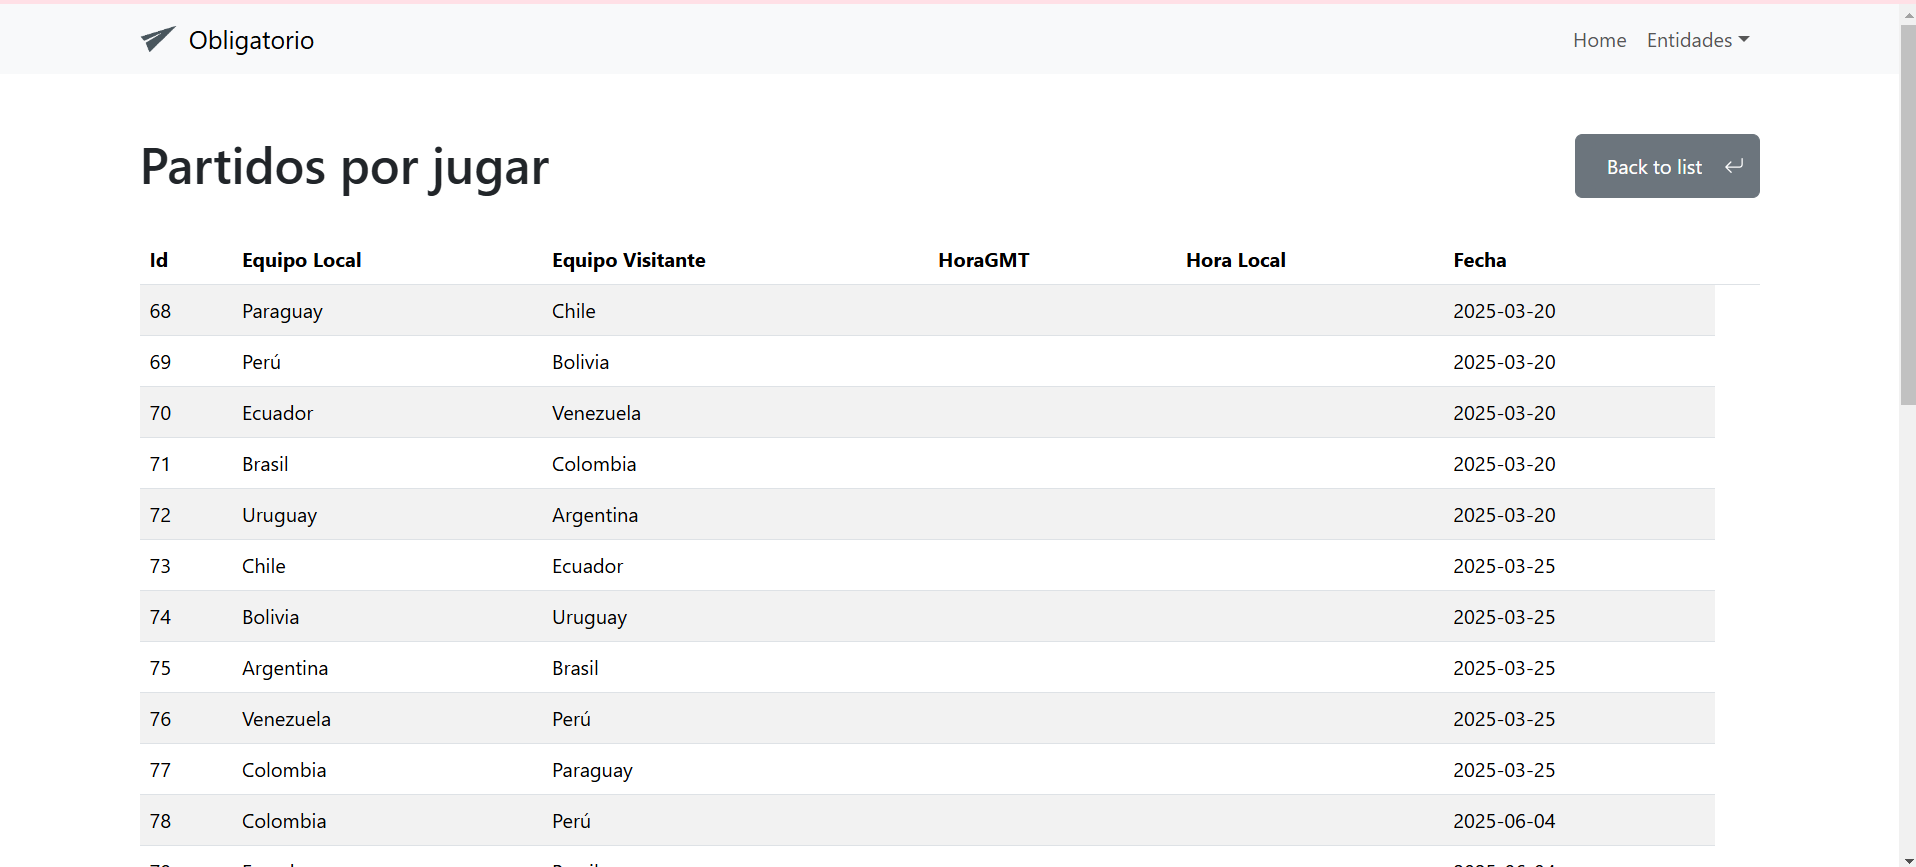 Obligatorio Home Entidades
Partidos por jugar Back to list
Id Equipo Local Equipo Visitante HoraGMT Hora Local Fecha
68 Paraguay Chile 2025-03-20
69 Perú Bolivia 2025-03-20
70 Ecuador Venezuela 2025-03-20
71 Brasil Colombia 2025-03-20
72 Uruguay Argentina 2025-03-20
73 Chile Ecuador 2025-03-25
74 Bolivia Uruguay 2025-03-25
75 Argentina Brasil 2025-03-25
76 Venezuela Perú 2025-03-25
77 Colombia Paraguay 2025-03-25
78 Colombia Perú 2025-06-04